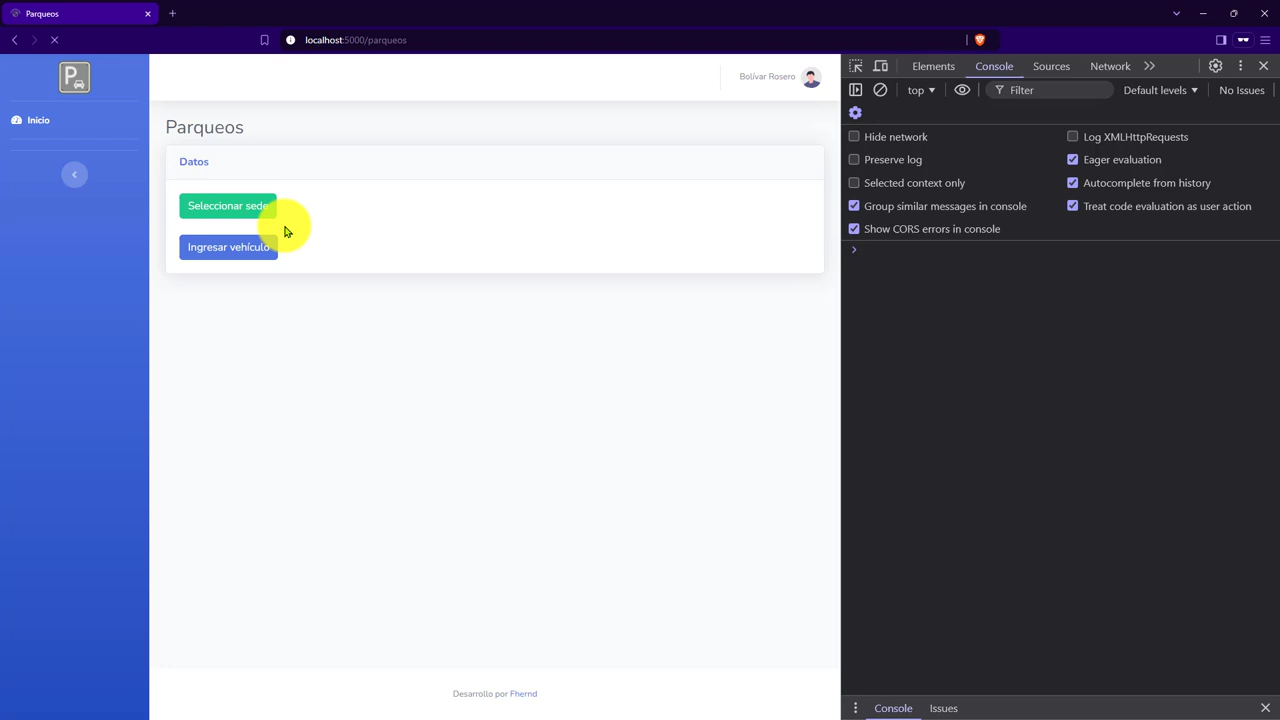 Parqueos
localhost:5000/parqueos
P
Inicio
Bolívar Rosero
Parqueos
Datos
Seleccionar sede
Ingresar vehículo
Desarrollo por Fhernd
Elements Console Sources Network
top Filter Default levels No Issues
Hide network Log XMLHttpRequests
Preserve log Eager evaluation
Selected context only Autocomplete from history
Group similar messages in console Treat code evaluation as user action
Show CORS errors in console
Console Issues